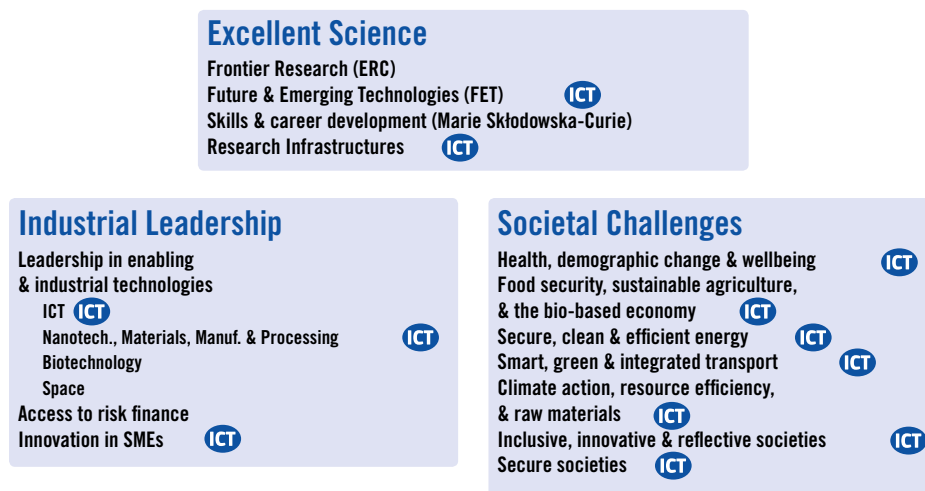 Excellent Science
Frontier Research (ERC)
Future & Emerging Technologies (FET) ICT
Skills & career development (Marie Skłodowska-Curie)
Research Infrastructures ICT
Industrial Leadership
Leadership in enabling
& industrial technologies
ICT ICT
Nanotech., Materials, Manuf. & Processing ICT
Biotechnology
Space
Access to risk finance
Innovation in SMEs ICT
Societal Challenges
Health, demographic change & wellbeing ICT
Food security, sustainable agriculture,
& the bio-based economy ICT
Secure, clean & efficient energy ICT
Smart, green & integrated transport ICT
Climate action, resource efficiency,
& raw materials ICT
Inclusive, innovative & reflective societies ICT
Secure societies ICT